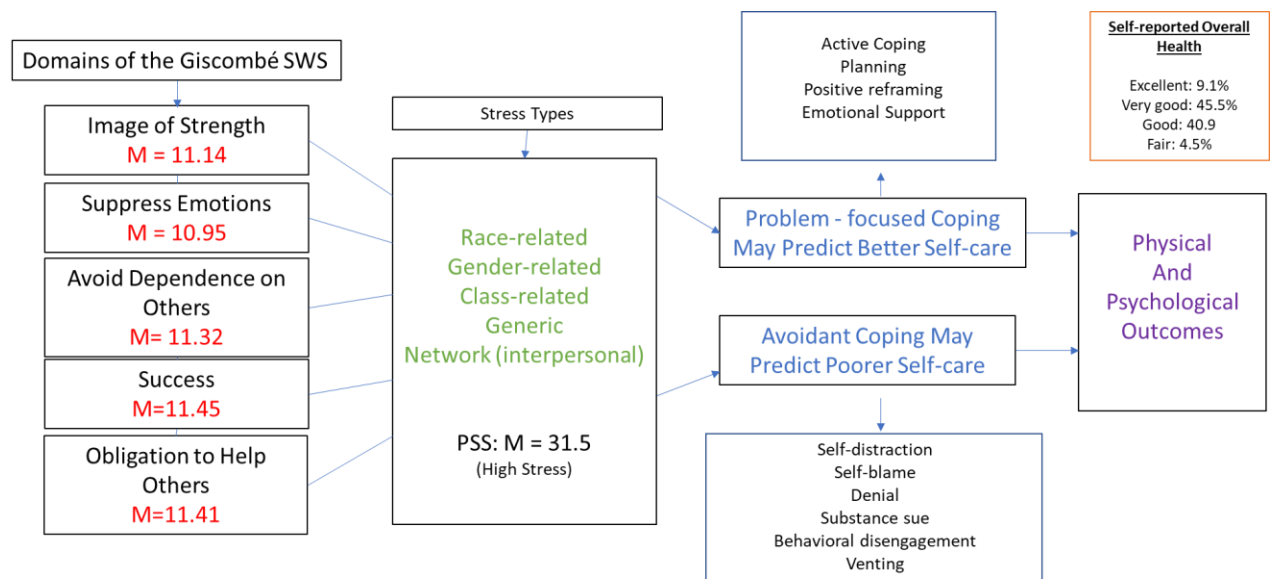 Domains of the Giscombé SWS
Image of Strength
M = 11.14
Suppress Emotions
M = 10.95
Avoid Dependence on
Others
M= 11.32
Success
M=11.45
Obligation to Help
Others
M=11.41
Stress Types
Race-related
Gender-related
Class-related
Generic
Network (interpersonal)
PSS: M = 31.5
(High Stress)
Active Coping
Planning
Positive reframing
Emotional Support
Problem - focused Coping
May Predict Better Self-care
Avoidant Coping May
Predict Poorer Self-care
Self-distraction
Self-blame
Denial
Substance sue
Behavioral disengagement
Venting
Self-reported Overall
Health
Excellent: 9.1%
Very good: 45.5%
Good: 40.9
Fair: 4.5%
Physical
And
Psychological
Outcomes